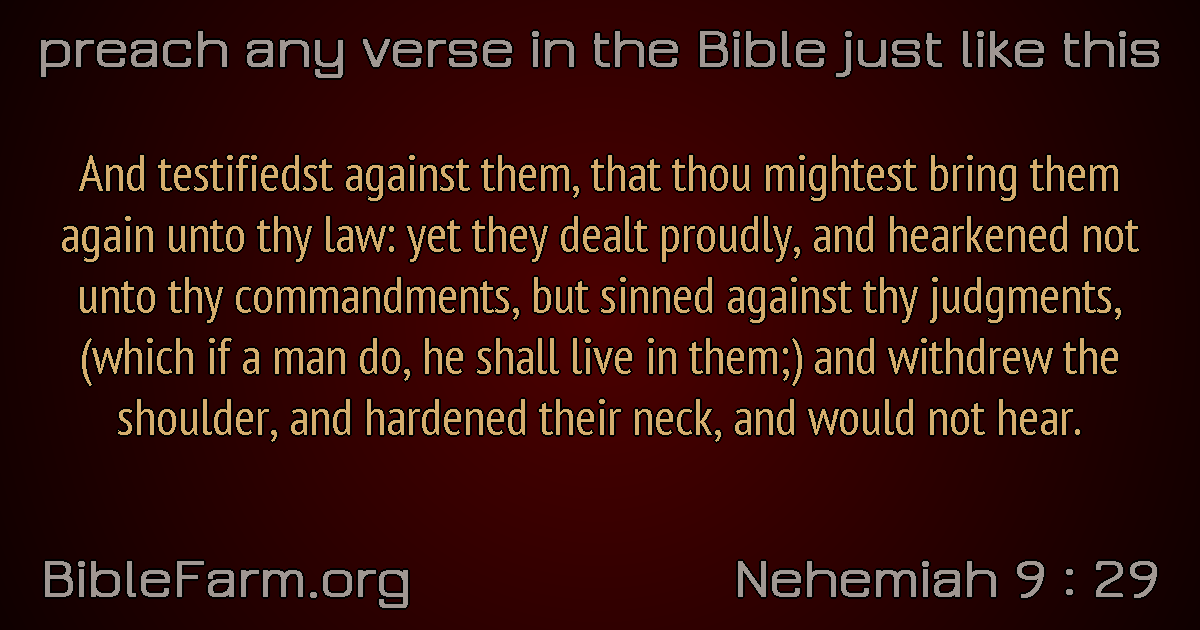 preach any verse in the Bible just like this
And testifiedst against them, that thou mightest bring them
again unto thy law: yet they dealt proudly, and hearkened not
unto thy commandments, but sinned against thy judgments,
(which if a man do, he shall live in them;) and withdrew the
shoulder, and hardened their neck, and would not hear.
BibleFarm.org
Nehemiah 9 : 29